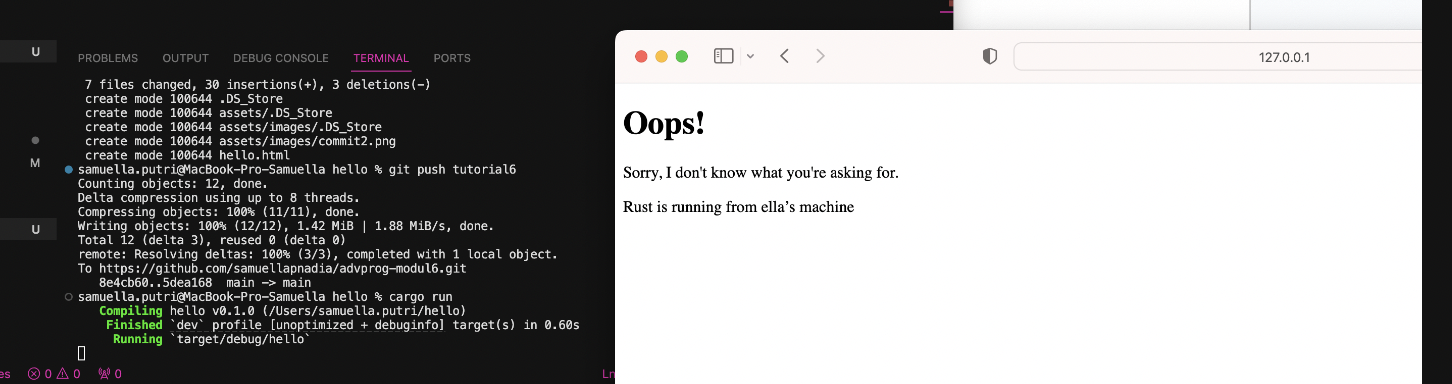 U
M
U
PROBLEMS OUTPUT DEBUG CONSOLE TERMINAL PORTS
7 files changed, 30 insertions(+), 3 deletions(-)
create mode 100644 .DS_Store
create mode 100644 assets/.DS_Store
create mode 100644 assets/images/.DS_Store
create mode 100644 assets/images/commit2.png
create mode 100644 hello.html
samuella.putri@MacBook-Pro-Samuella hello % git push tutorial6
Counting objects: 12, done.
Delta compression using up to 8 threads.
Compressing objects: 100% (11/11), done.
Writing objects: 100% (12/12), 1.42 MiB | 1.88 MiB/s, done.
Total 12 (delta 3), reused 0 (delta 0)
remote: Resolving deltas: 100% (3/3), completed with 1 local object.
To https://github.com/samuellapnadia/advprog-modul6.git
8e4cb60..5dea168 main -> main
samuella.putri@MacBook-Pro-Samuella hello % cargo run
Compiling hello v0.1.0 (/Users/samuella.putri/hello)
Finished `dev` profile [unoptimized + debuginfo] target(s) in 0.60s
Running `target/debug/hello`
es 0 0 0 Ln
127.0.0.1
Oops!
Sorry, I don't know what you're asking for.
Rust is running from ella’s machine